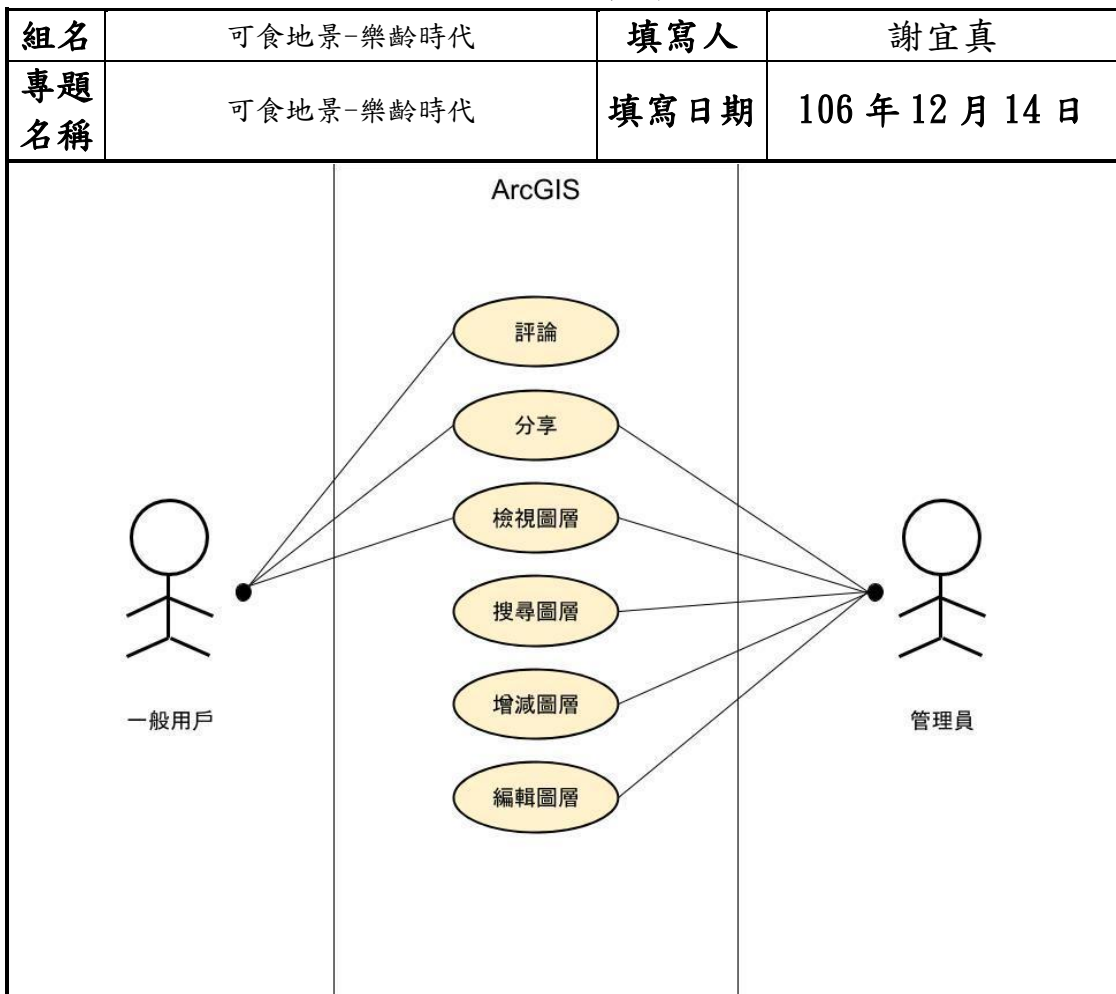 組名 可食地景-樂齡時代 填寫人 謝宜真
專題名稱 可食地景-樂齡時代 填寫日期 106 年 12 月 14 日
ArcGIS
評論
分享
檢視圖層
搜尋圖層
增減圖層
一般用戶
管理員
編輯圖層